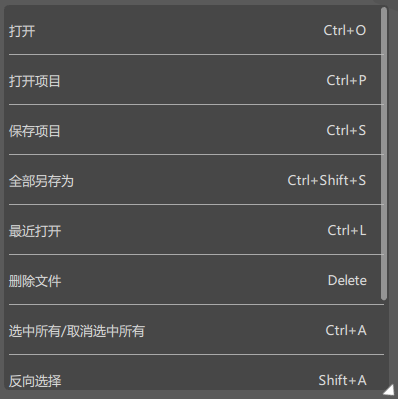 打开 Ctrl+O
打开项目 Ctrl+P
保存项目 Ctrl+S
全部另存为 Ctrl+Shift+S
最近打开 Ctrl+L
删除文件 Delete
选中所有/取消选中所有 Ctrl+A
反向选择 Shift+A